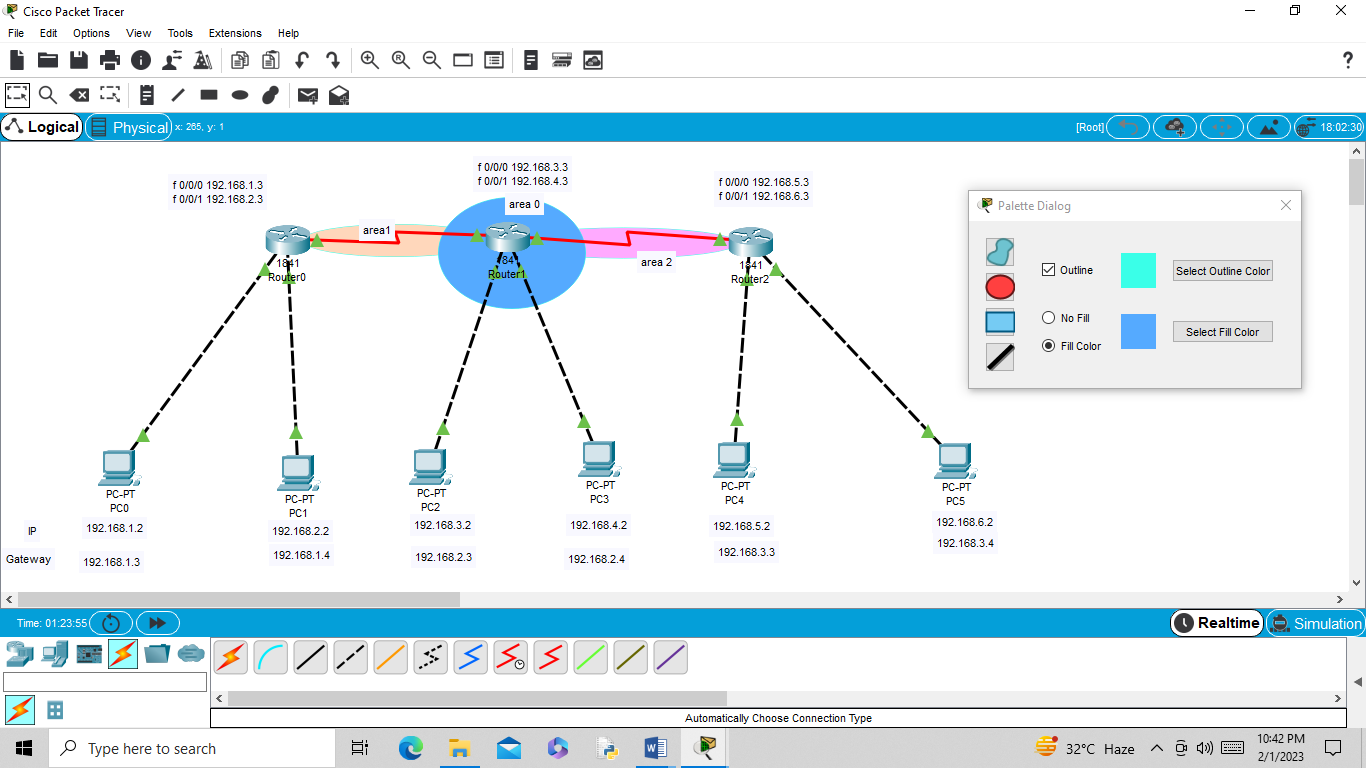 Cisco Packet Tracer
File Edit Options View Tools Extensions Help
?
Logical Physical x: 265, y: 1 [Root] 18:02:30
f 0/0/0 192.168.1.3
f 0/0/1 192.168.2.3
f 0/0/0 192.168.3.3
f 0/0/1 192.168.4.3
f 0/0/0 192.168.5.3
f 0/0/1 192.168.6.3
area 0
area1
area 2
1841
Router0
1841
Router1
1841
Router2
Palette Dialog
Outline
Select Outline Color
No Fill
Fill Color
Select Fill Color
PC-PT
PC0
PC-PT
PC1
PC-PT
PC2
PC-PT
PC3
PC-PT
PC4
PC-PT
PC5
IP 192.168.1.2 192.168.2.2 192.168.3.2 192.168.4.2 192.168.5.2 192.168.6.2
Gateway 192.168.1.3 192.168.1.4 192.168.2.3 192.168.2.4 192.168.3.3 192.168.3.4
Time: 01:23:55 Realtime Simulation
Automatically Choose Connection Type
Type here to search
32°C Haze
10:42 PM
2/1/2023